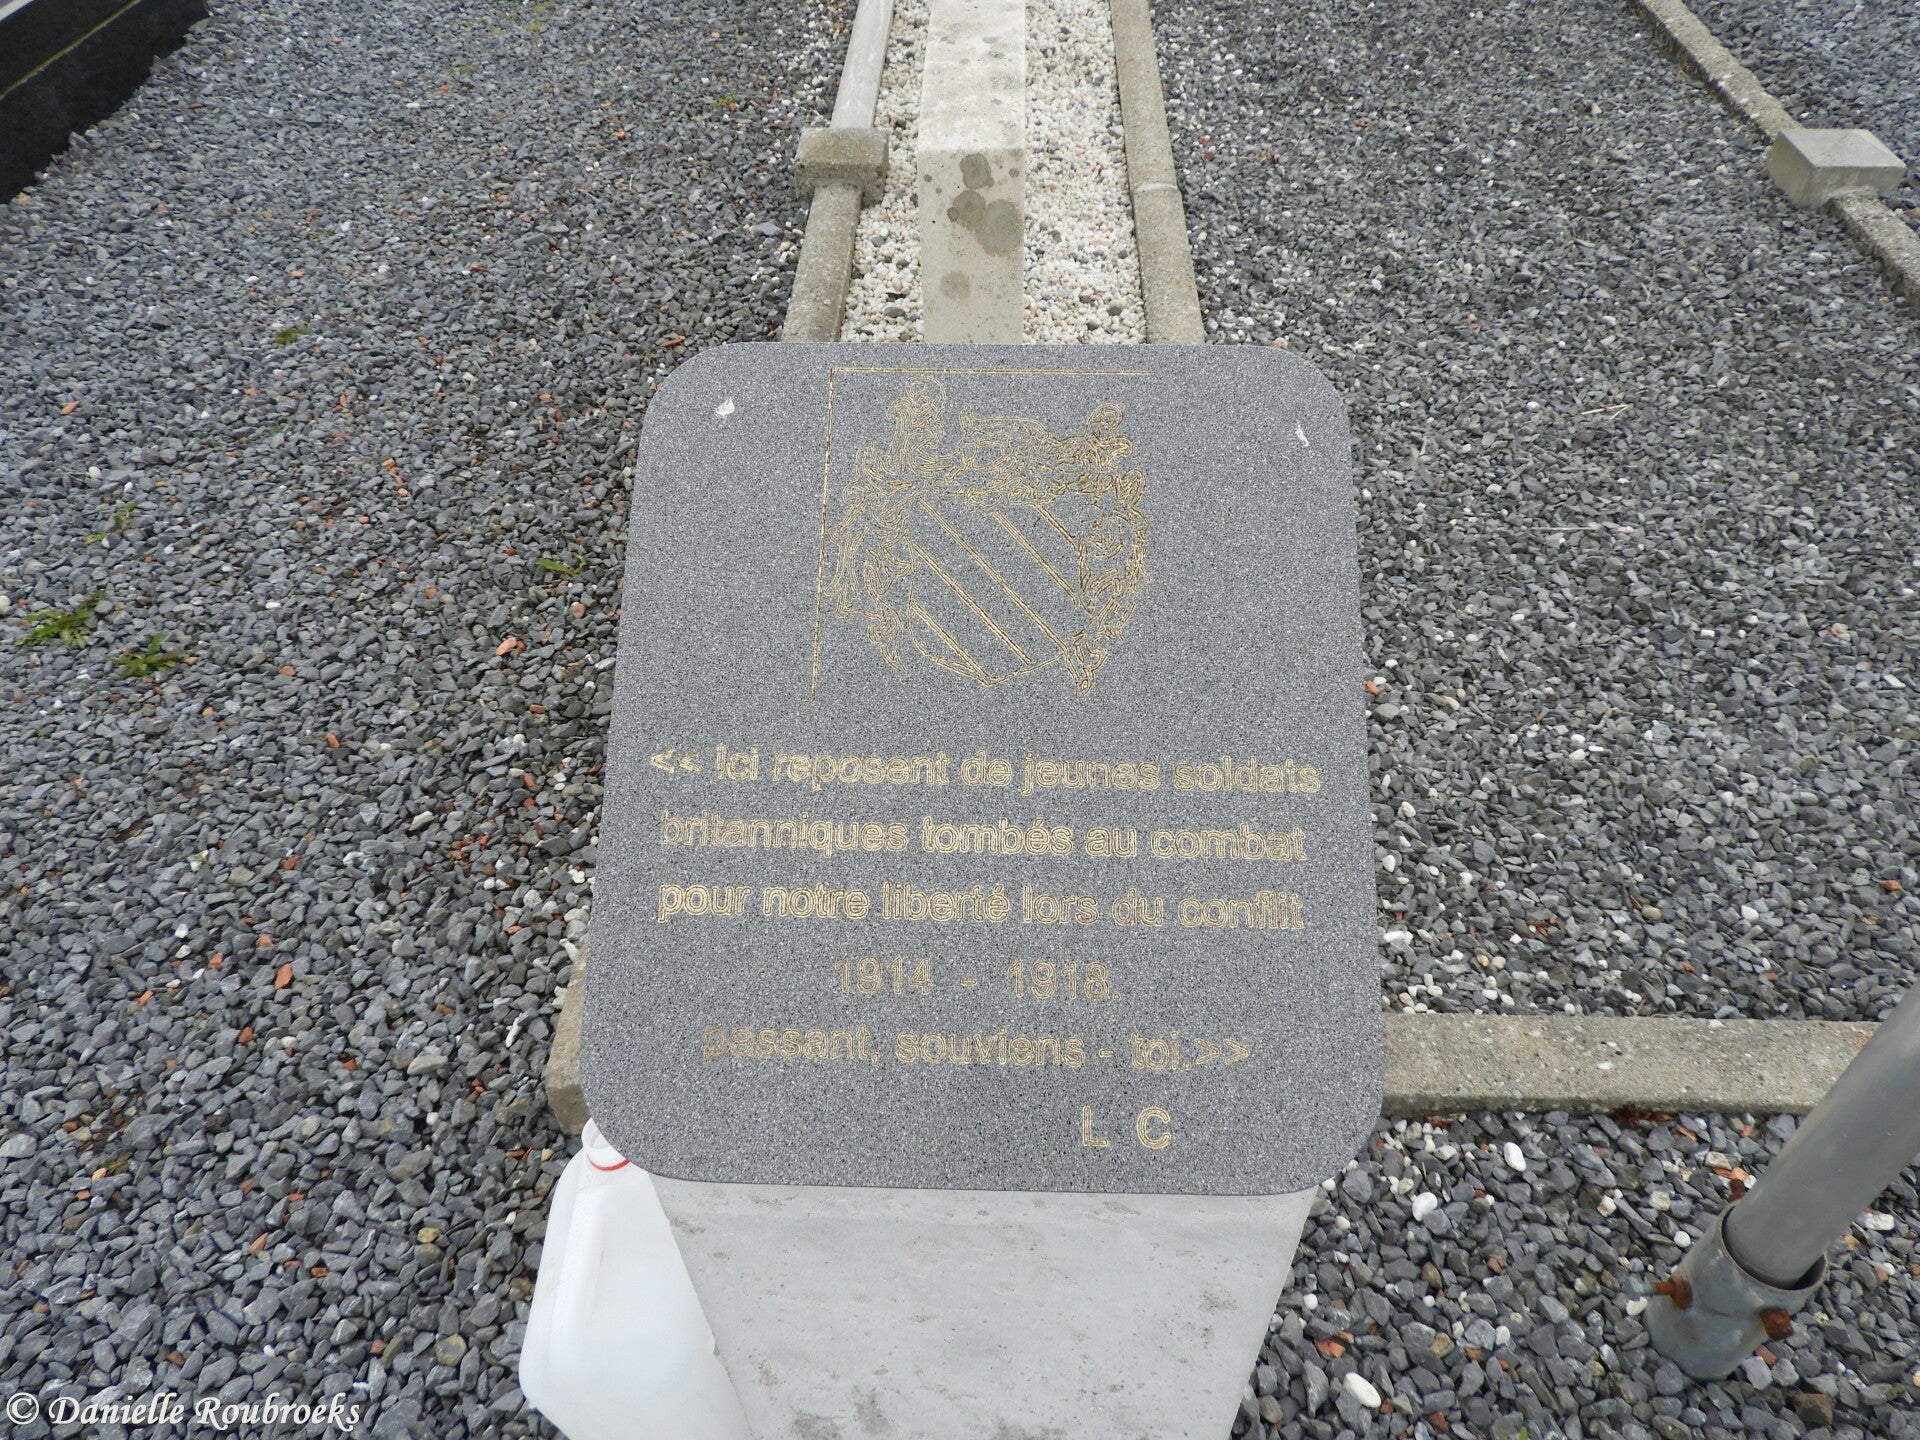 << Ici reposent de jeunes soldats
britanniques tombés au combat
pour notre liberté lors du conflit
1914 - 1918.
passant, souviens - toi.>>
L C
© Danielle Roubroeks